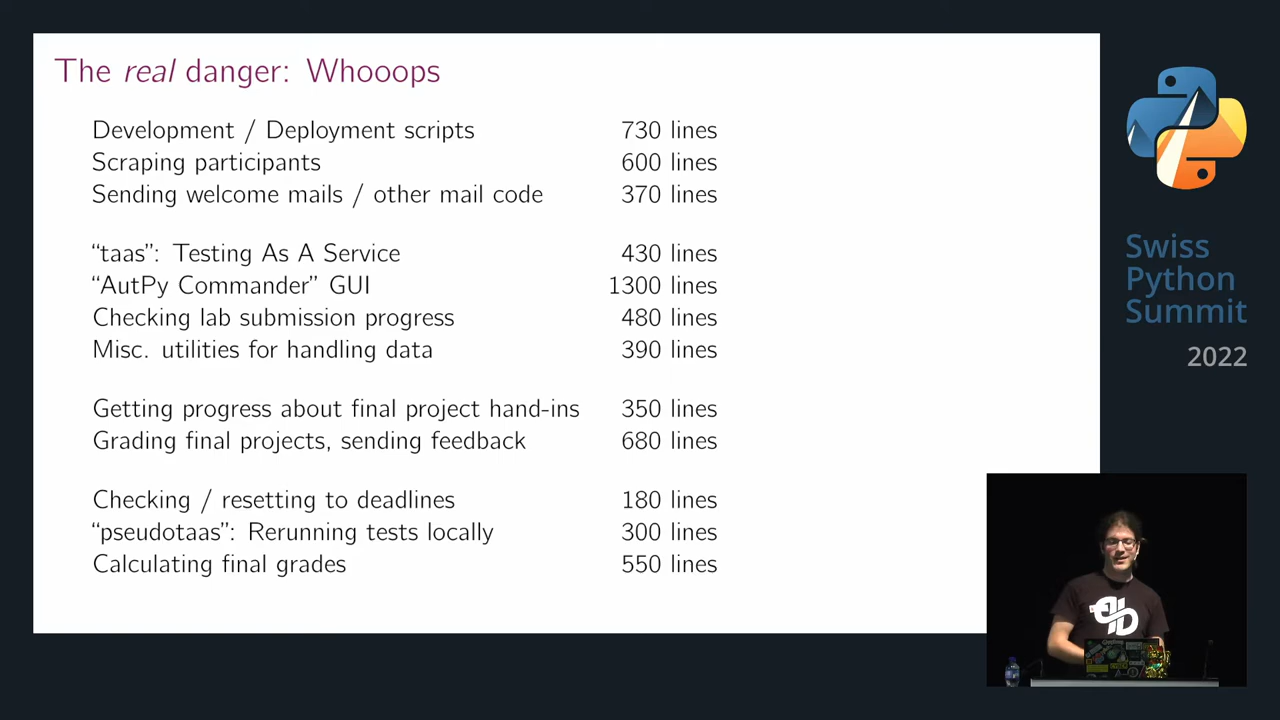 The real danger: Whooops
Development / Deployment scripts 730 lines
Scraping participants 600 lines
Sending welcome mails / other mail code 370 lines
“taas”: Testing As A Service 430 lines
“AutPy Commander” GUI 1300 lines
Checking lab submission progress 480 lines
Misc. utilities for handling data 390 lines
Getting progress about final project hand-ins 350 lines
Grading final projects, sending feedback 680 lines
Checking / resetting to deadlines 180 lines
“pseudotaas”: Rerunning tests locally 300 lines
Calculating final grades 550 lines
Swiss
Python
Summit
2022